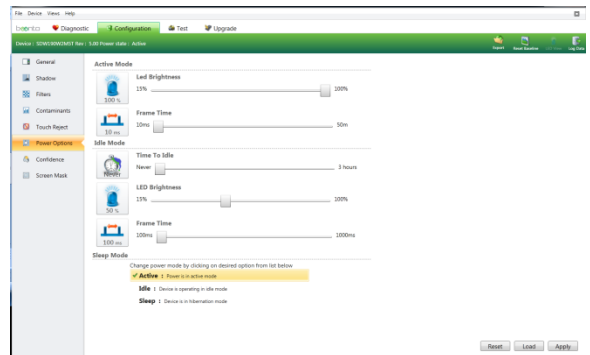 File Device Views Help
beanto Diagnostic Configuration Test Upgrade
Active
Export Reset Baseline Log Data
General
Shadow
Filters
Contaminants
Touch Reject
Power Options
Confidence
Screen Mask
Active Mode
Led Brightness
15% 100%
100 %
Frame Time
10ms 50m
10 ms
Idle Mode
Time To Idle
Never 3 hours
Never
LED Brightness
15% 100%
50 %
Frame Time
100ms 1000ms
100 ms
Sleep Mode
Change power mode by clicking on desired option from list below
Active : Power is in active mode
Idle : Device is operating in idle mode
Sleep : Device is in hibernation mode
Reset Load Apply